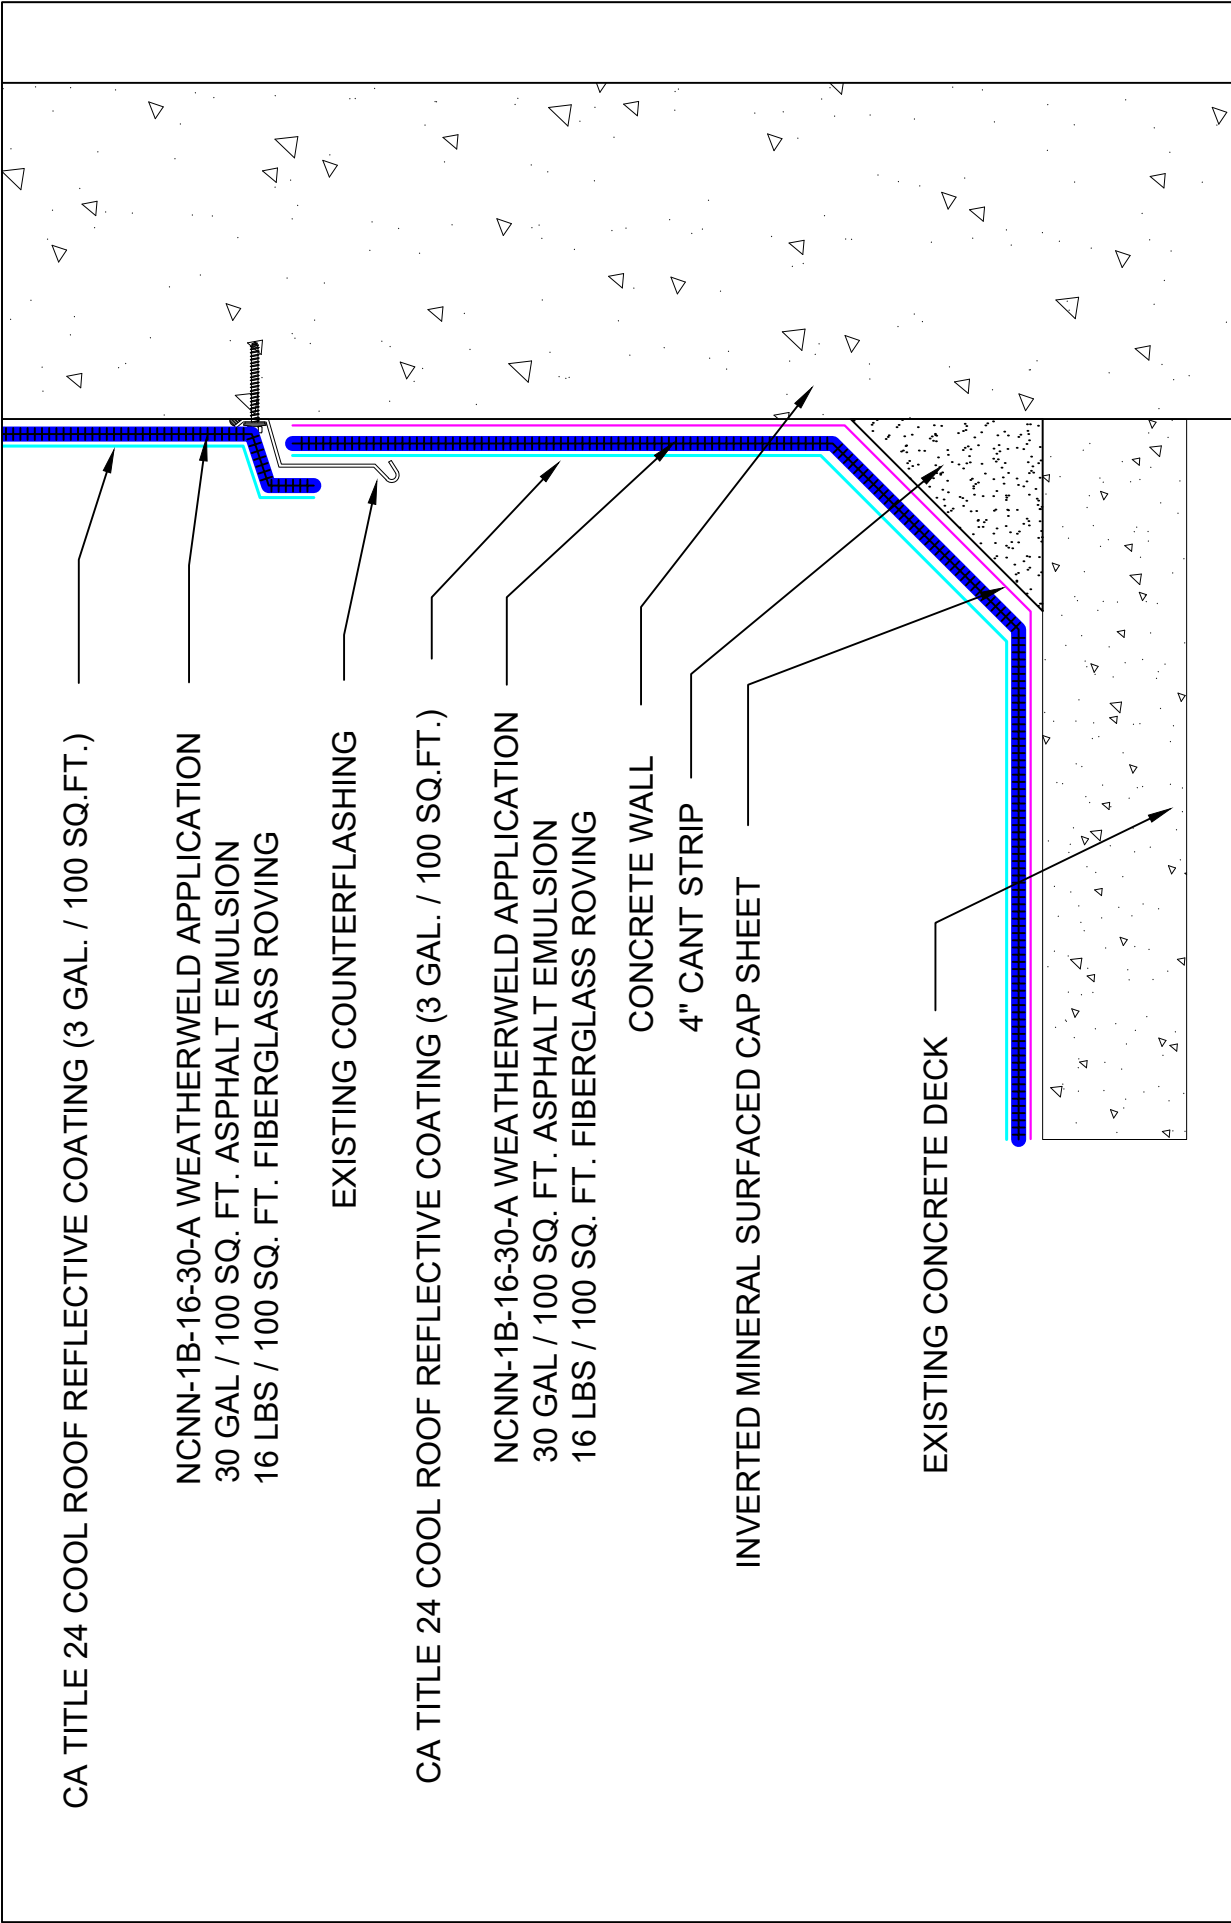 CA TITLE 24 COOL ROOF REFLECTIVE COATING (3 GAL. / 100 SQ.FT.)
NCNN-1B-16-30-A WEATHERWELD APPLICATION
30 GAL / 100 SQ. FT. ASPHALT EMULSION
16 LBS / 100 SQ. FT. FIBERGLASS ROVING
EXISTING COUNTERFLASHING
CA TITLE 24 COOL ROOF REFLECTIVE COATING (3 GAL. / 100 SQ.FT.)
NCNN-1B-16-30-A WEATHERWELD APPLICATION
30 GAL / 100 SQ. FT. ASPHALT EMULSION
16 LBS / 100 SQ. FT. FIBERGLASS ROVING
CONCRETE WALL
4" CANT STRIP
INVERTED MINERAL SURFACED CAP SHEET
EXISTING CONCRETE DECK